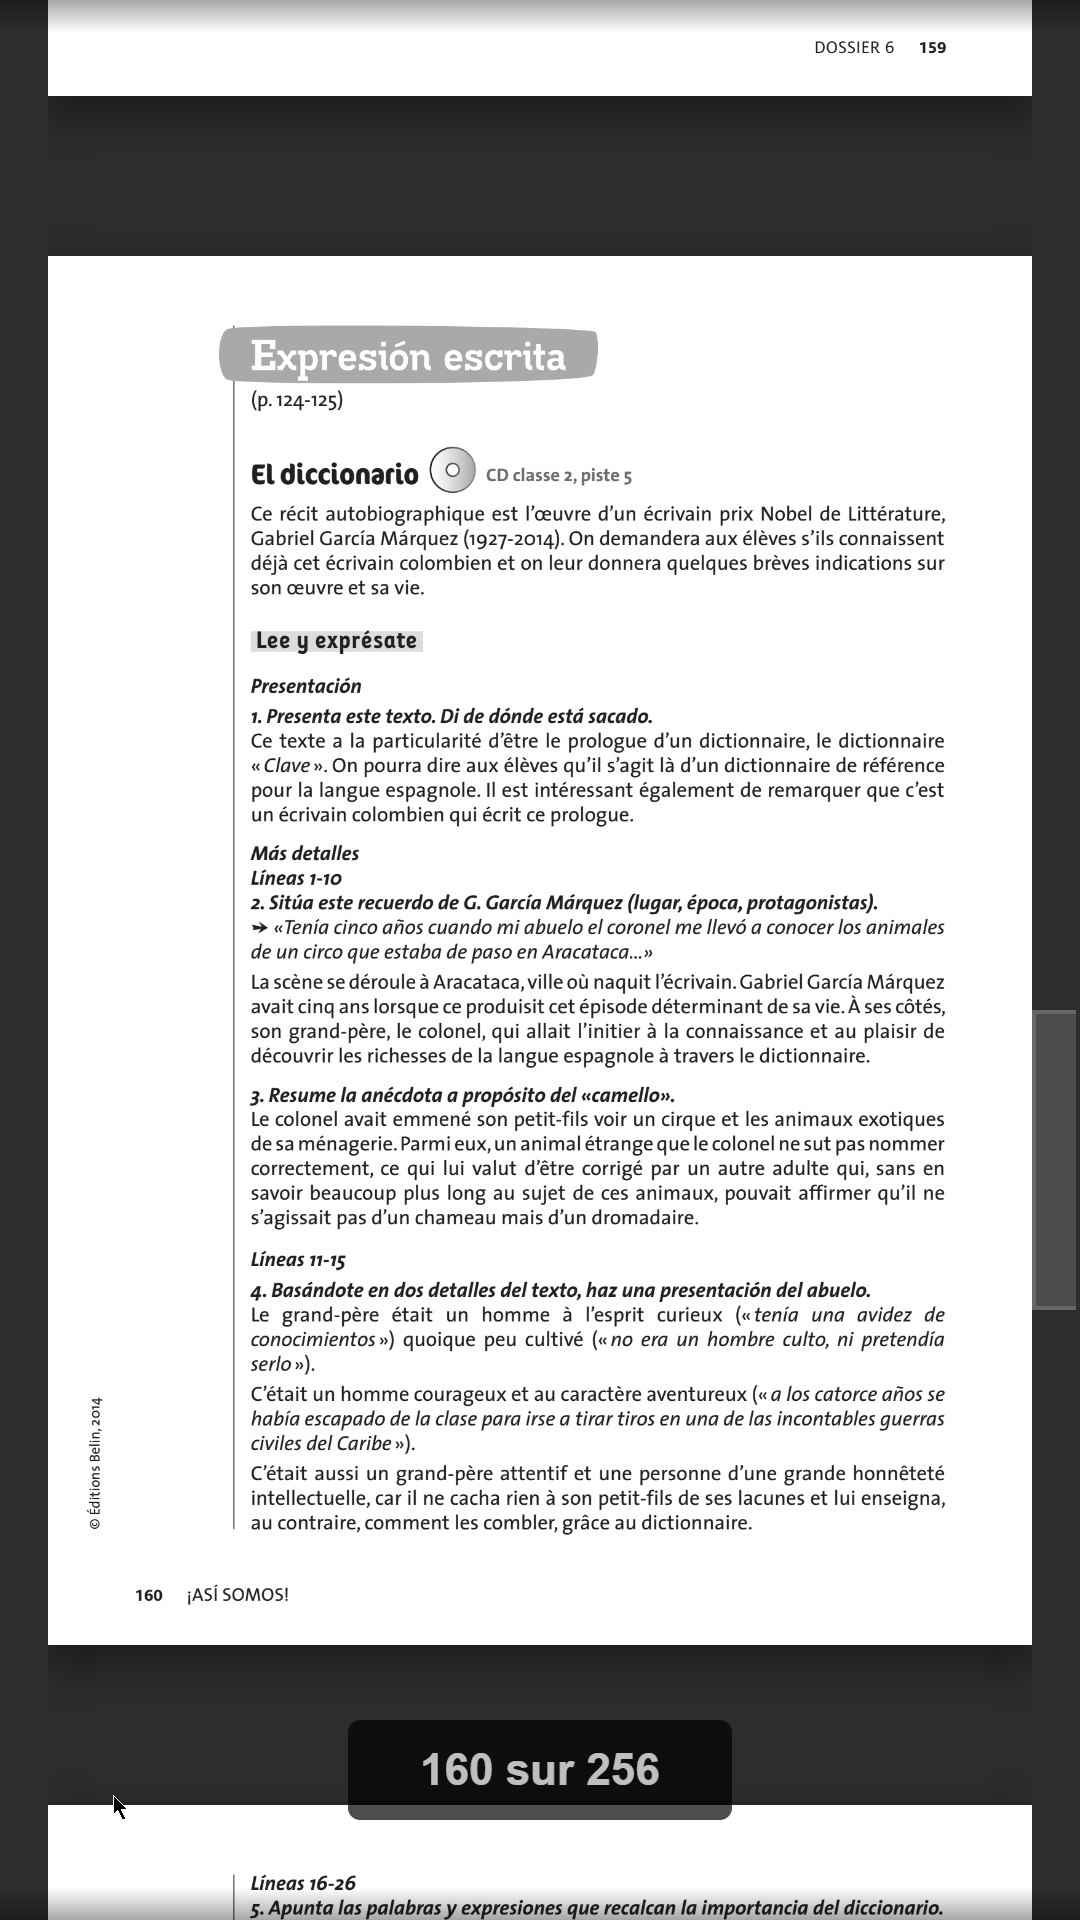 DOSSIER 6 159
Expresión escrita
(p. 124-125)
El diccionario CD classe 2, piste 5
Ce récit autobiographique est l’œuvre d’un écrivain prix Nobel de Littérature,
Gabriel García Márquez (1927-2014). On demandera aux élèves s’ils connaissent
déjà cet écrivain colombien et on leur donnera quelques brèves indications sur
son œuvre et sa vie.
Lee y exprésate
Presentación
1. Presenta este texto. Di de dónde está sacado.
Ce texte a la particularité d’être le prologue d’un dictionnaire, le dictionnaire
« Clave ». On pourra dire aux élèves qu’il s’agit là d’un dictionnaire de référence
pour la langue espagnole. Il est intéressant également de remarquer que c’est
un écrivain colombien qui écrit ce prologue.
Más detalles
Líneas 1-10
2. Sitúa este recuerdo de G. García Márquez (lugar, época, protagonistas).
➔ «Tenía cinco años cuando mi abuelo el coronel me llevó a conocer los animales
de un circo que estaba de paso en Aracataca...»
La scène se déroule à Aracataca, ville où naquit l’écrivain. Gabriel García Márquez
avait cinq ans lorsque ce produisit cet épisode déterminant de sa vie. À ses côtés,
son grand-père, le colonel, qui allait l’initier à la connaissance et au plaisir de
découvrir les richesses de la langue espagnole à travers le dictionnaire.
3. Resume la anécdota a propósito del «camello».
Le colonel avait emmené son petit-fils voir un cirque et les animaux exotiques
de sa ménagerie. Parmi eux, un animal étrange que le colonel ne sut pas nommer
correctement, ce qui lui valut d’être corrigé par un autre adulte qui, sans en
savoir beaucoup plus long au sujet de ces animaux, pouvait affirmer qu’il ne
s’agissait pas d’un chameau mais d’un dromadaire.
Líneas 11-15
4. Basándote en dos detalles del texto, haz una presentación del abuelo.
Le grand-père était un homme à l’esprit curieux (« tenía una avidez de
conocimientos ») quoique peu cultivé (« no era un hombre culto, ni pretendía
serlo »).
C’était un homme courageux et au caractère aventureux (« a los catorce años se
había escapado de la clase para irse a tirar tiros en una de las incontables guerras
civiles del Caribe »).
C’était aussi un grand-père attentif et une personne d’une grande honnêteté
intellectuelle, car il ne cacha rien à son petit-fils de ses lacunes et lui enseigna,
au contraire, comment les combler, grâce au dictionnaire.
© Éditions Belin, 2014
160 ¡ASÍ SOMOS!
160 sur 256
Líneas 16-26
5. Apunta las palabras y expresiones que recalcan la importancia del diccionario.